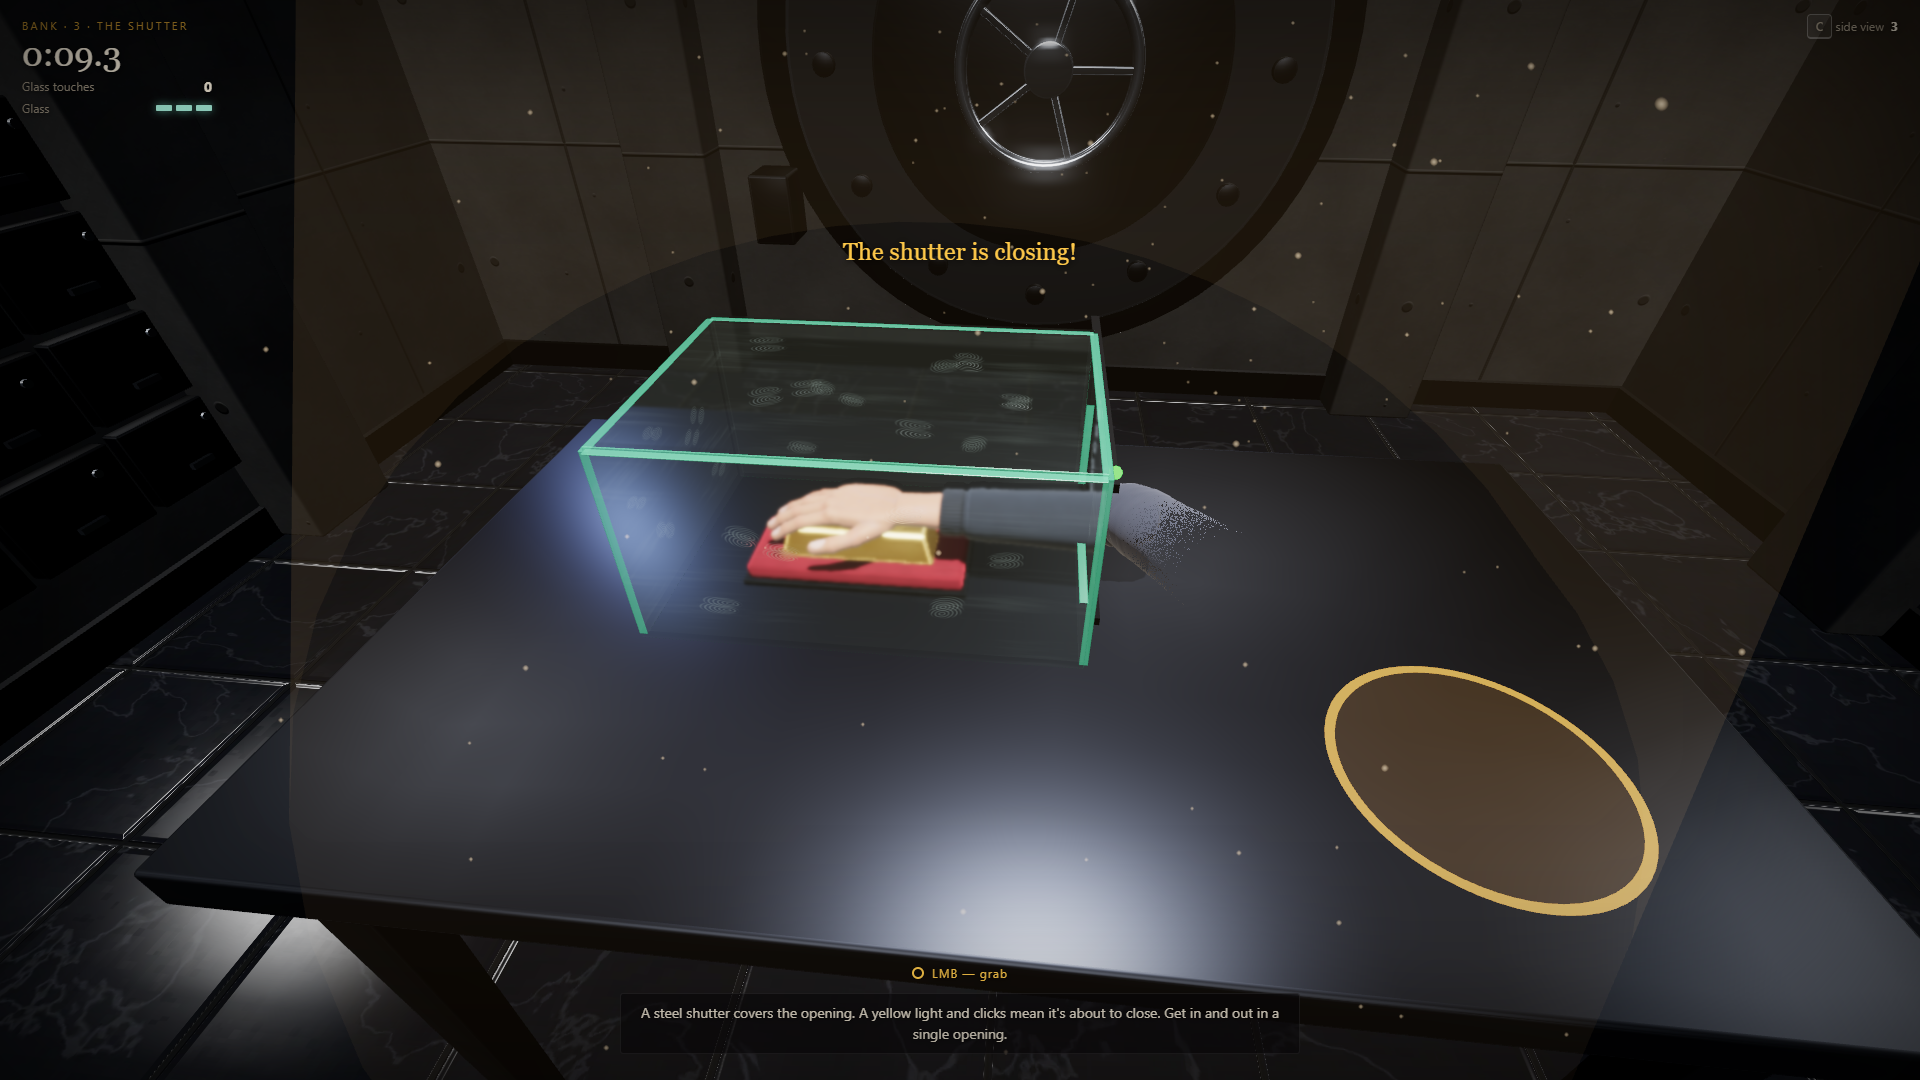 BANK · 3 · THE SHUTTER
0:09.3
Glass touches 0
Glass
C side view 3
The shutter is closing!
LMB — grab
A steel shutter covers the opening. A yellow light and clicks mean it's about to close. Get in and out in a
single opening.